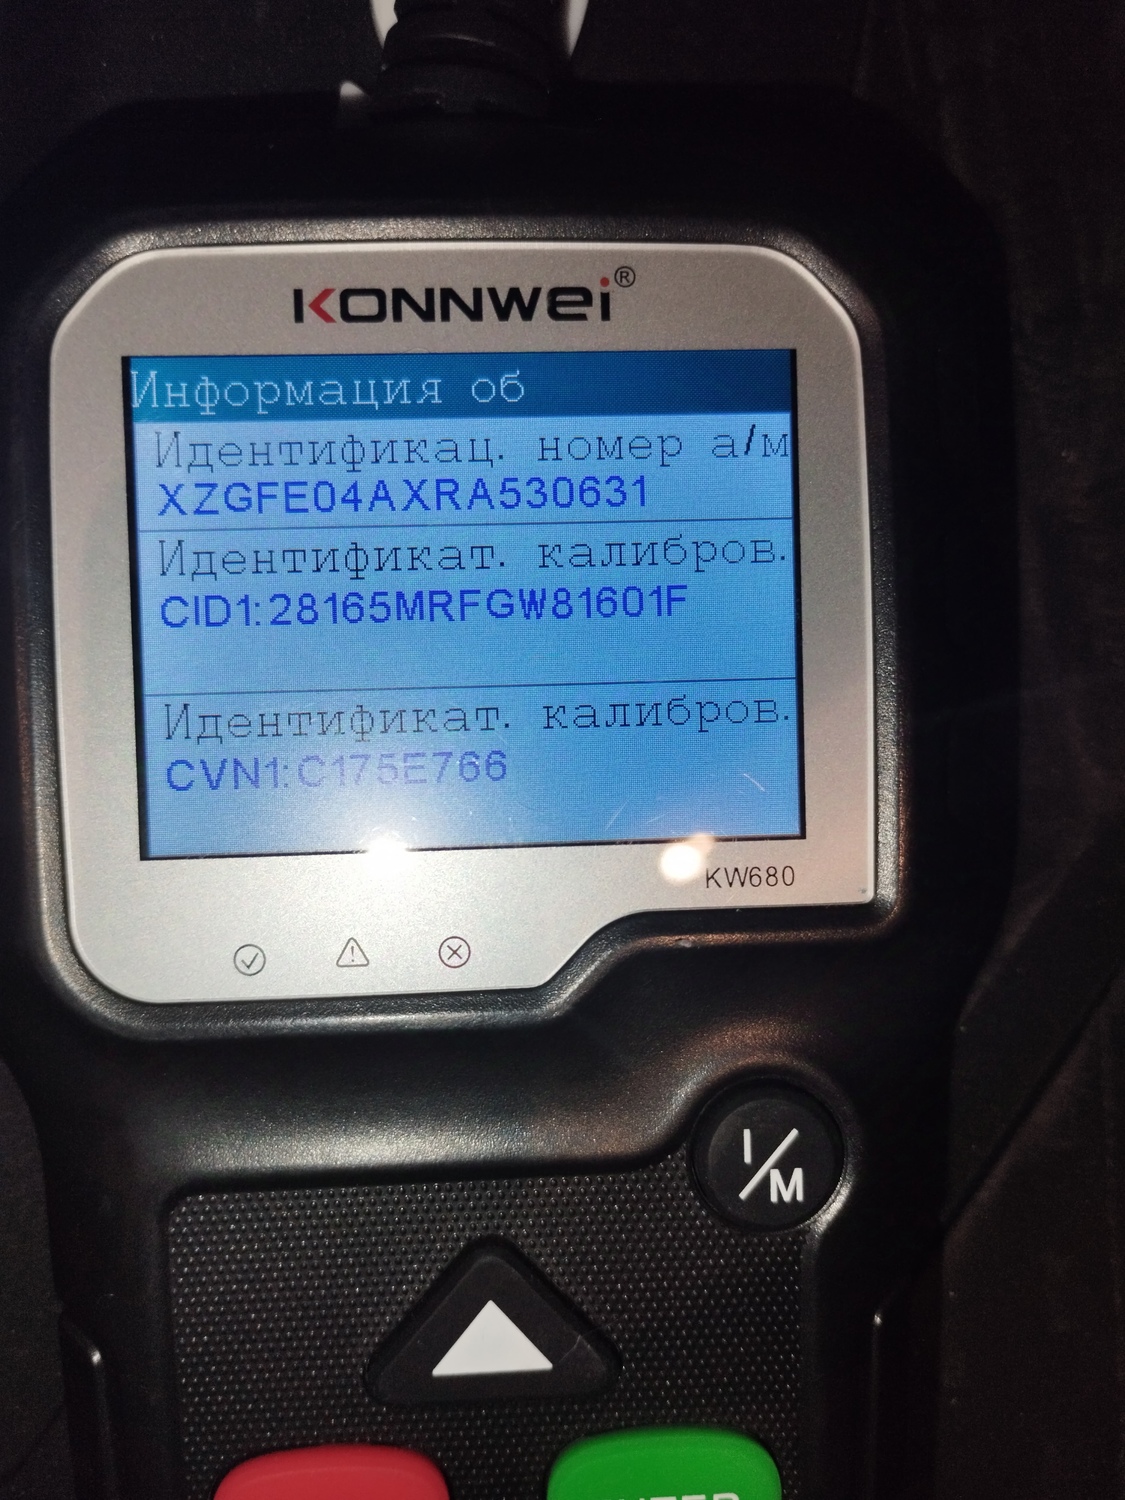 KONNWEI®
Информация об
Идентификац. номер а/м
XZGFE04AXRA530631
Идентификат. калибров.
CID1:28165MRFGW81601F
Идентификат. калибров.
CVN1:C175E766
KW680
I/M